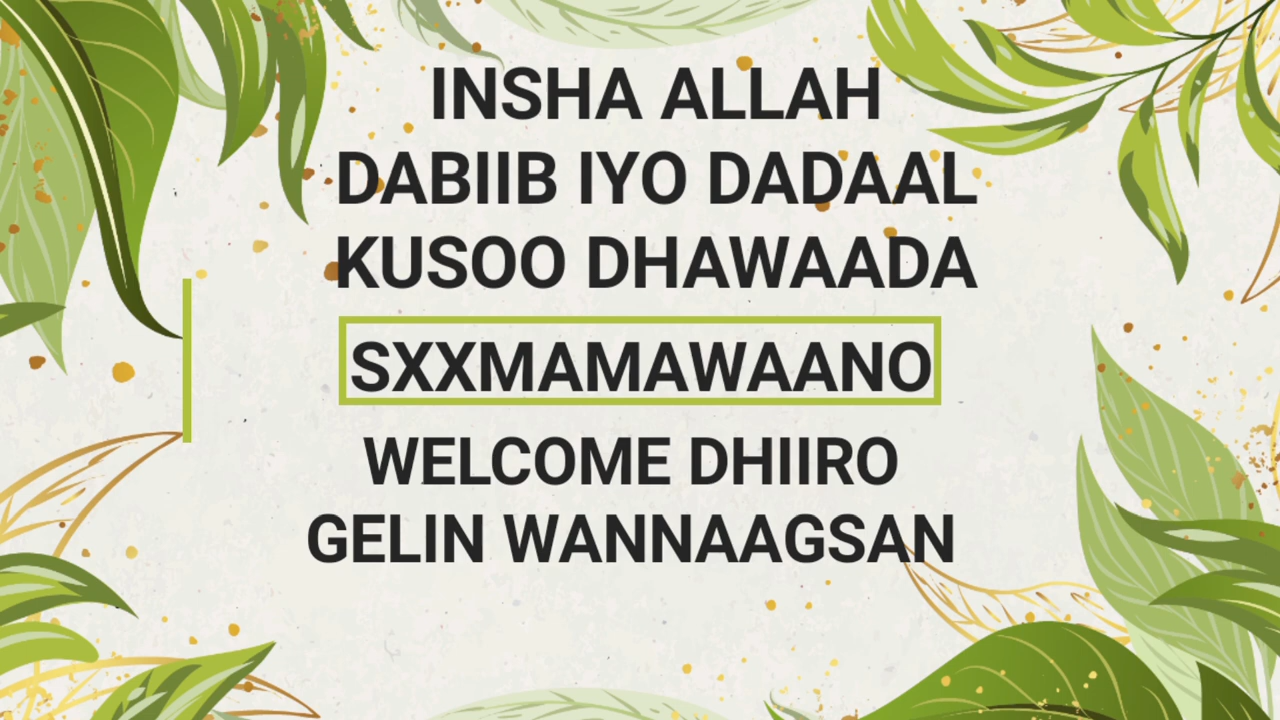 INSHA ALLAH
DABIIB IYO DADAAL
KUSOO DHAWAADA
SXXMAMAWAANO
WELCOME DHIIRO
GELIN WANNAAGSAN